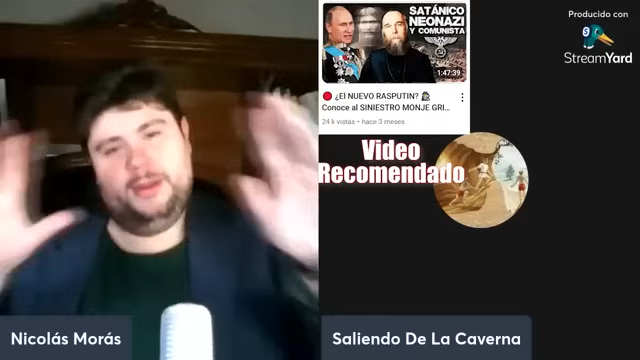 SATÁNICO
NEONAZI
Y COMUNISTA
1:47:39
🔴 ¿El NUEVO RASPUTIN?
Conoce al SINIESTRO MONJE GRI...
24 k vistas • hace 3 meses
Video
Recomendado
Producido con
StreamYard
Nicolás Morás
Saliendo De La Caverna